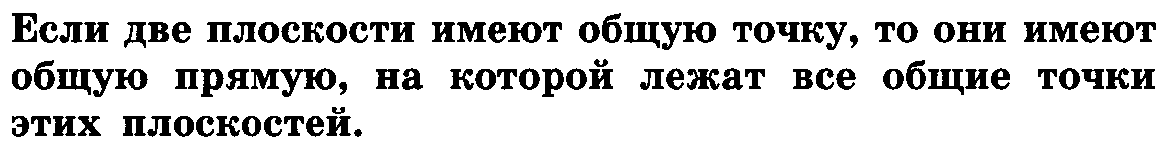 Если две плоскости имеют общую точку, то они имеют
общую прямую, на которой лежат все общие точки
этих плоскостей.